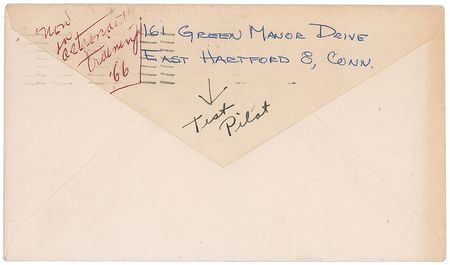 now
in
astronaut
training
'66
161 GREEN MANOR DRIVE
EAST HARTFORD 8, CONN.
Test
Pilot